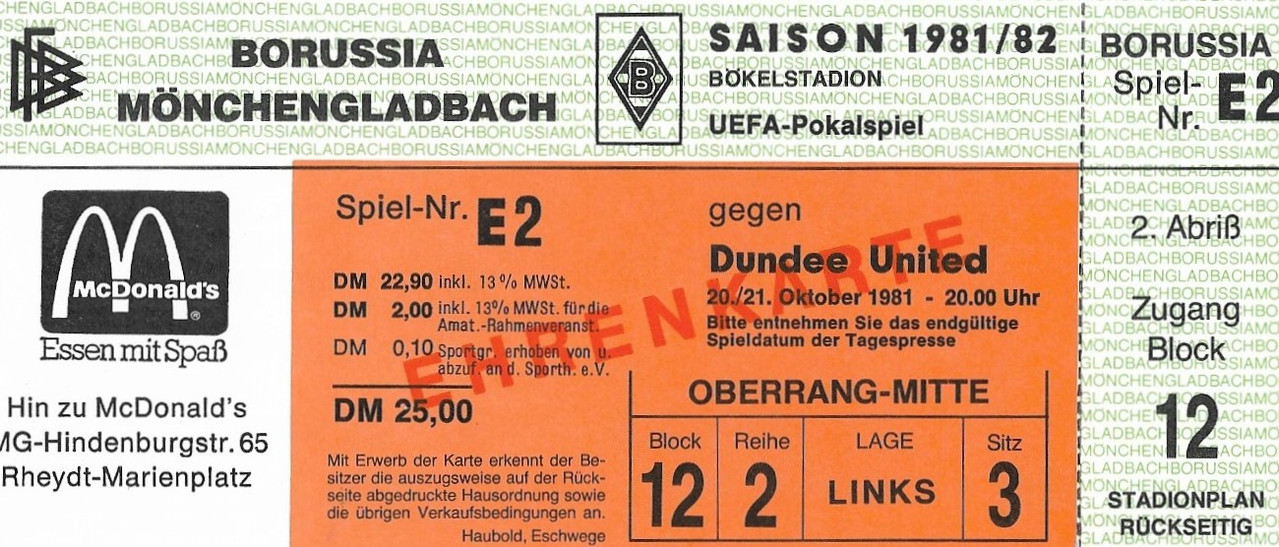 BORUSSIA
MÖNCHENGLADBACH
B
SAISON 1981/82
BÖKELSTADION
UEFA-Pokalspiel
BORUSSIA
Spiel-
Nr. E2
McDonald's
®
Essen mit Spaß
Hin zu McDonald's
MG-Hindenburgstr. 65
Rheydt-Marienplatz
Spiel-Nr. E2
DM 22,90 inkl. 13% MWSt.
DM 2,00 inkl. 13% MWSt. für die
Amat.-Rahmenveranst.
DM 0,10 Sportgr. erhoben von u.
abzuf. an d. Sporth. e.V.
DM 25,00
Mit Erwerb der Karte erkennt der Be-
sitzer die auszugsweise auf der Rück-
seite abgedruckte Hausordnung sowie
die übrigen Verkaufsbedingungen an.
Haubold, Eschwege
gegen
Dundee United
20./21. Oktober 1981 - 20.00 Uhr
Bitte entnehmen Sie das endgültige
Spieldatum der Tagespresse
EHRENKARTE
OBERRANG-MITTE
Block Reihe LAGE Sitz
12 2 LINKS 3
2. Abriß
Zugang
Block
12
STADIONPLAN
RÜCKSEITIG